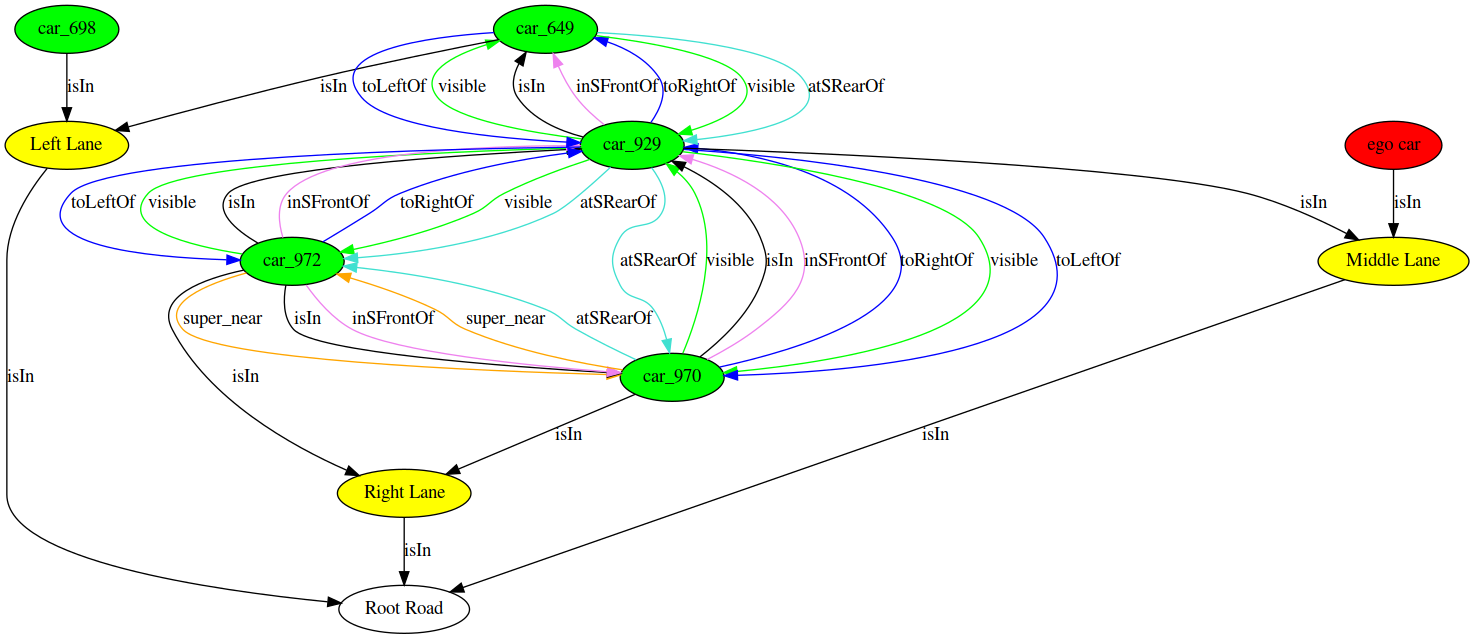 car_698
car_649
isIn
isIn
toLeftOf
visible
isIn
inSFrontOf
toRightOf
visible
atSRearOf
Left Lane
car_929
ego car
toLeftOf
visible
isIn
inSFrontOf
toRightOf
visible
atSRearOf
isIn
isIn
car_972
atSRearOf
visible
isIn
inSFrontOf
toRightOf
visible
toLeftOf
Middle Lane
super_near
isIn
inSFrontOf
super_near
atSRearOf
isIn
isIn
car_970
isIn
isIn
Right Lane
isIn
Root Road